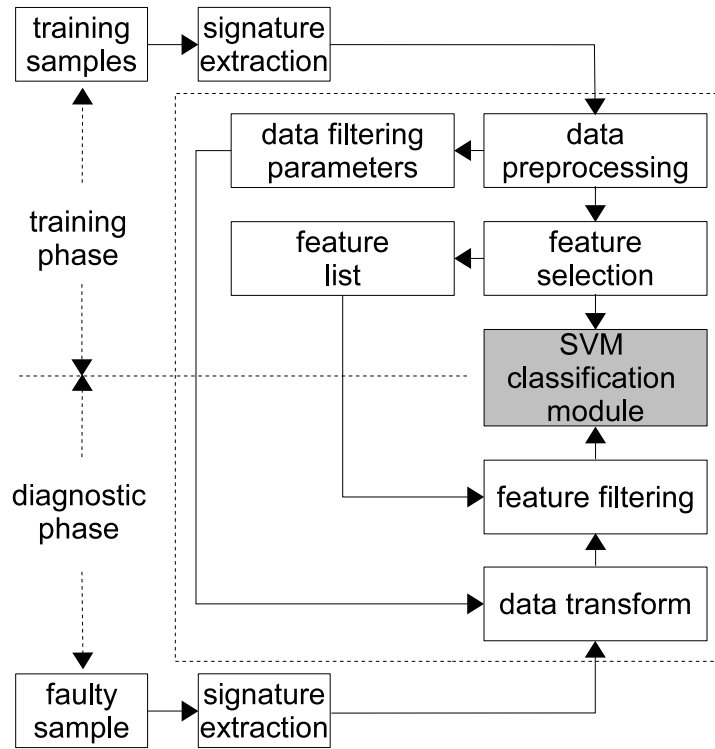 training
samples
signature
extraction
data filtering
parameters
data
preprocessing
training
phase
feature
list
feature
selection
SVM
classification
module
diagnostic
phase
feature filtering
data transform
faulty
sample
signature
extraction